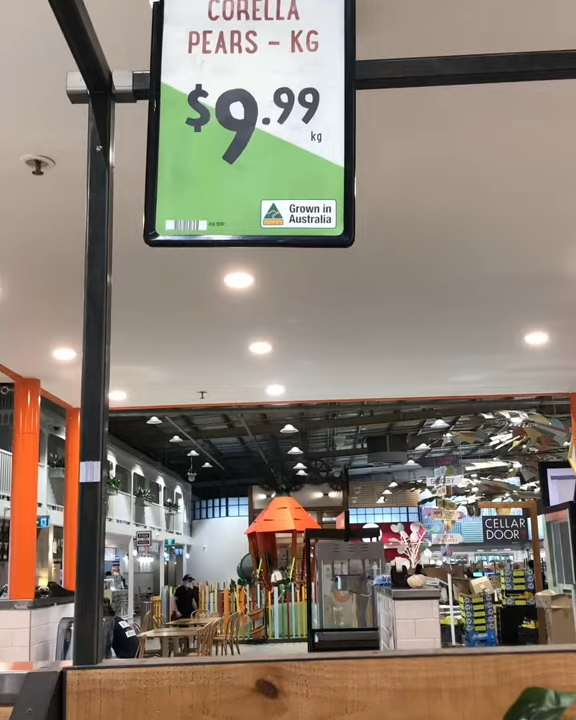 CORELLA
PEARS - KG
$9.99
kg
Grown in
Australia
CELLAR
DOOR